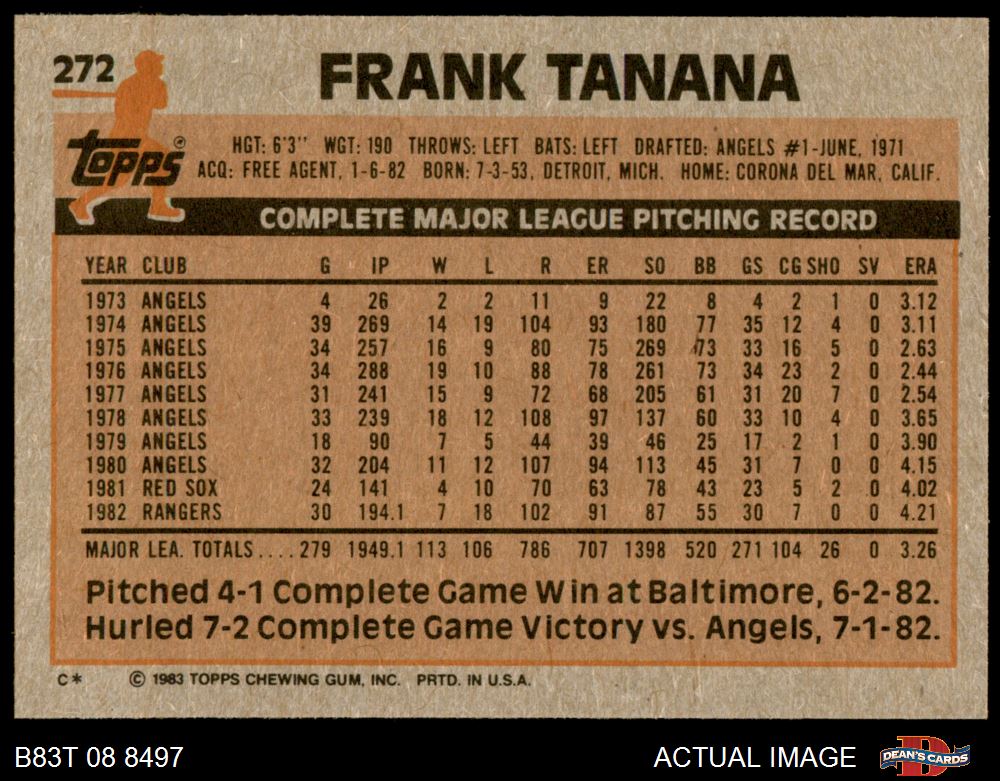 272
FRANK TANANA
topps®
HGT: 6'3" WGT: 190 THROWS: LEFT BATS: LEFT DRAFTED: ANGELS #1-JUNE, 1971
ACQ: FREE AGENT, 1-6-82 BORN: 7-3-53, DETROIT, MICH. HOME: CORONA DEL MAR, CALIF.
COMPLETE MAJOR LEAGUE PITCHING RECORD
YEAR CLUB G IP W L R ER SO BB GS CG SHO SV ERA
1973 ANGELS 4 26 2 2 11 9 22 8 4 2 1 0 3.12
1974 ANGELS 39 269 14 19 104 93 180 77 35 12 4 0 3.11
1975 ANGELS 34 257 16 9 80 75 269 73 33 16 5 0 2.63
1976 ANGELS 34 288 19 10 88 78 261 73 34 23 2 0 2.44
1977 ANGELS 31 241 15 9 72 68 205 61 31 20 7 0 2.54
1978 ANGELS 33 239 18 12 108 97 137 60 33 10 4 0 3.65
1979 ANGELS 18 90 7 5 44 39 46 25 17 2 1 0 3.90
1980 ANGELS 32 204 11 12 107 94 113 45 31 7 0 0 4.15
1981 RED SOX 24 141 4 10 70 63 78 43 23 5 2 0 4.02
1982 RANGERS 30 194.1 7 18 102 91 87 55 30 7 0 0 4.21
MAJOR LEA. TOTALS....279 1949.1 113 106 786 707 1398 520 271 104 26 0 3.26
Pitched 4-1 Complete Game Win at Baltimore, 6-2-82.
Hurled 7-2 Complete Game Victory vs. Angels, 7-1-82.
C* © 1983 TOPPS CHEWING GUM, INC. PRTD. IN U.S.A.
B83T 08 8497 ACTUAL IMAGE DEAN'S CARDS